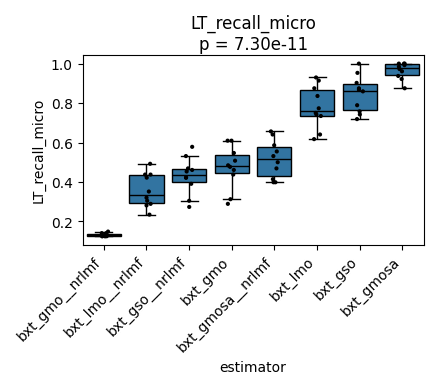 LT_recall_micro
p = 7.30e-11
LT_recall_micro
1.0
0.8
0.6
0.4
0.2
bxt_gmo__nrlmf
bxt_lmo__nrlmf
bxt_gso__nrlmf
bxt_gmo
bxt_gmosa__nrlmf
bxt_lmo
bxt_gso
bxt_gmosa
estimator